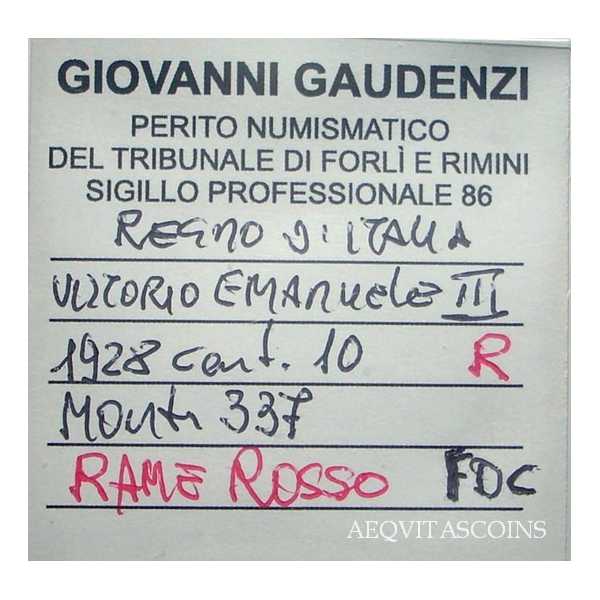 GIOVANNI GAUDENZI
PERITO NUMISMATICO
DEL TRIBUNALE DI FORLÌ E RIMINI
SIGILLO PROFESSIONALE 86
REGNO DI ITALIA
VITTORIO EMANUELE III
1928 cent. 10 R
Monti 337
RAME ROSSO FDC
AEQVITASCOINS